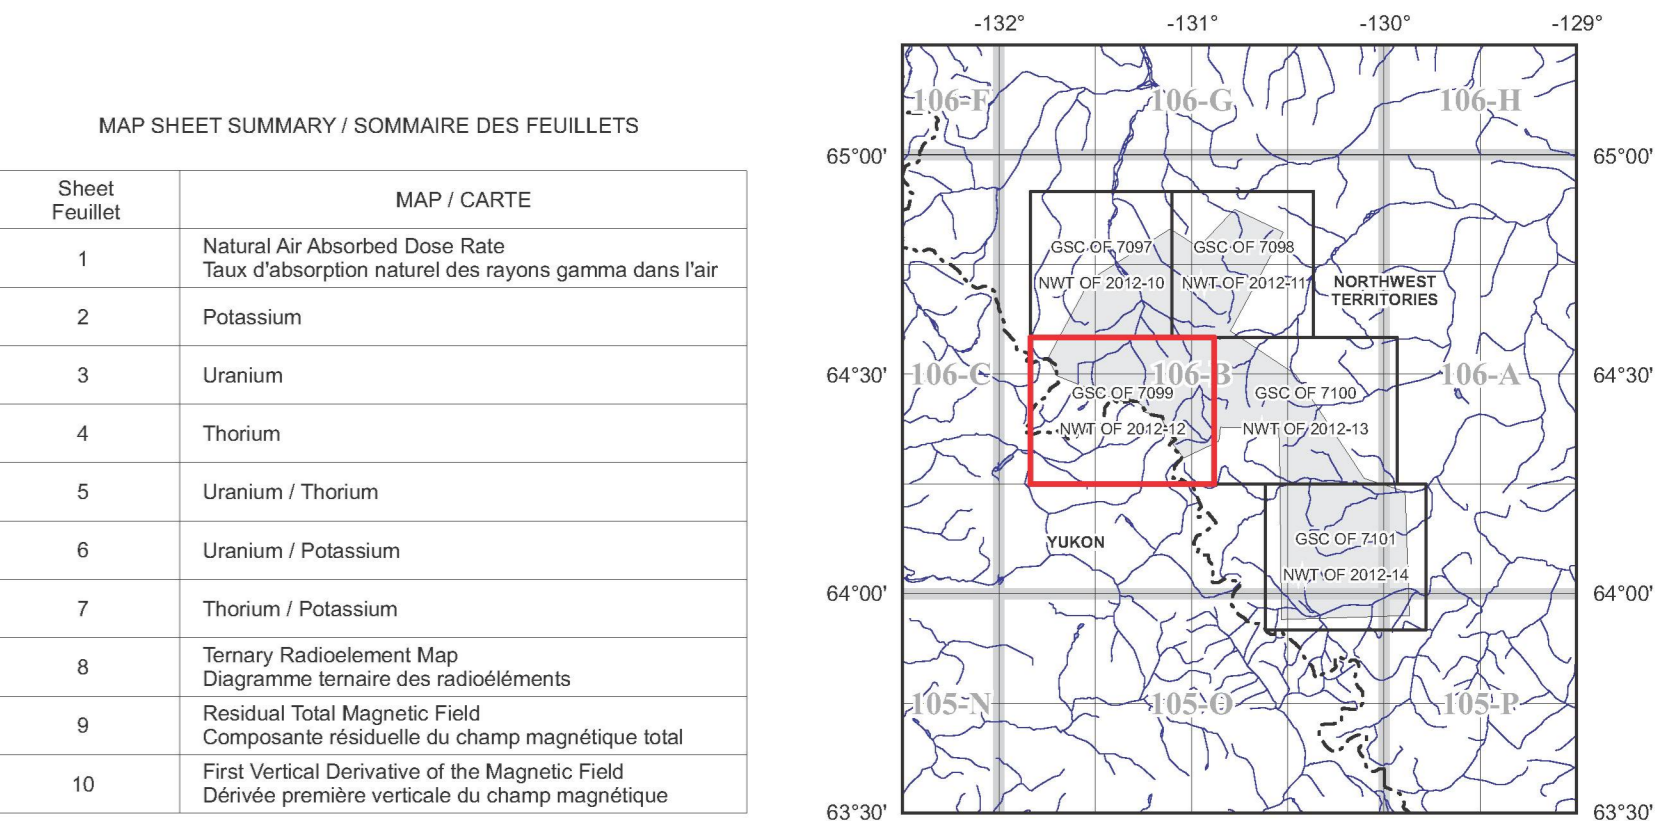 MAP SHEET SUMMARY / SOMMAIRE DES FEUILLETS
Sheet
Feuillet
MAP / CARTE
1
Natural Air Absorbed Dose Rate
Taux d'absorption naturel des rayons gamma dans l'air
2
Potassium
3
Uranium
4
Thorium
5
Uranium / Thorium
6
Uranium / Potassium
7
Thorium / Potassium
8
Ternary Radioelement Map
Diagramme ternaire des radioéléments
9
Residual Total Magnetic Field
Composante résiduelle du champ magnétique total
10
First Vertical Derivative of the Magnetic Field
Dérivée première verticale du champ magnétique
-132° -131° -130° -129°
106-F 106-G 106-H
65°00' 65°00'
GSC OF 7097 GSC OF 7098
NWT OF 2012-10 NWT OF 2012-11 NORTHWEST
TERRITORIES
64°30' 106-C 106-B 106-A 64°30'
GSC OF 7099 GSC OF 7100
NWT OF 2012-12 NWT OF 2012-13
YUKON GSC OF 7101
NWT OF 2012-14
64°00' 64°00'
105-N 105-O 105-P
63°30' 63°30'